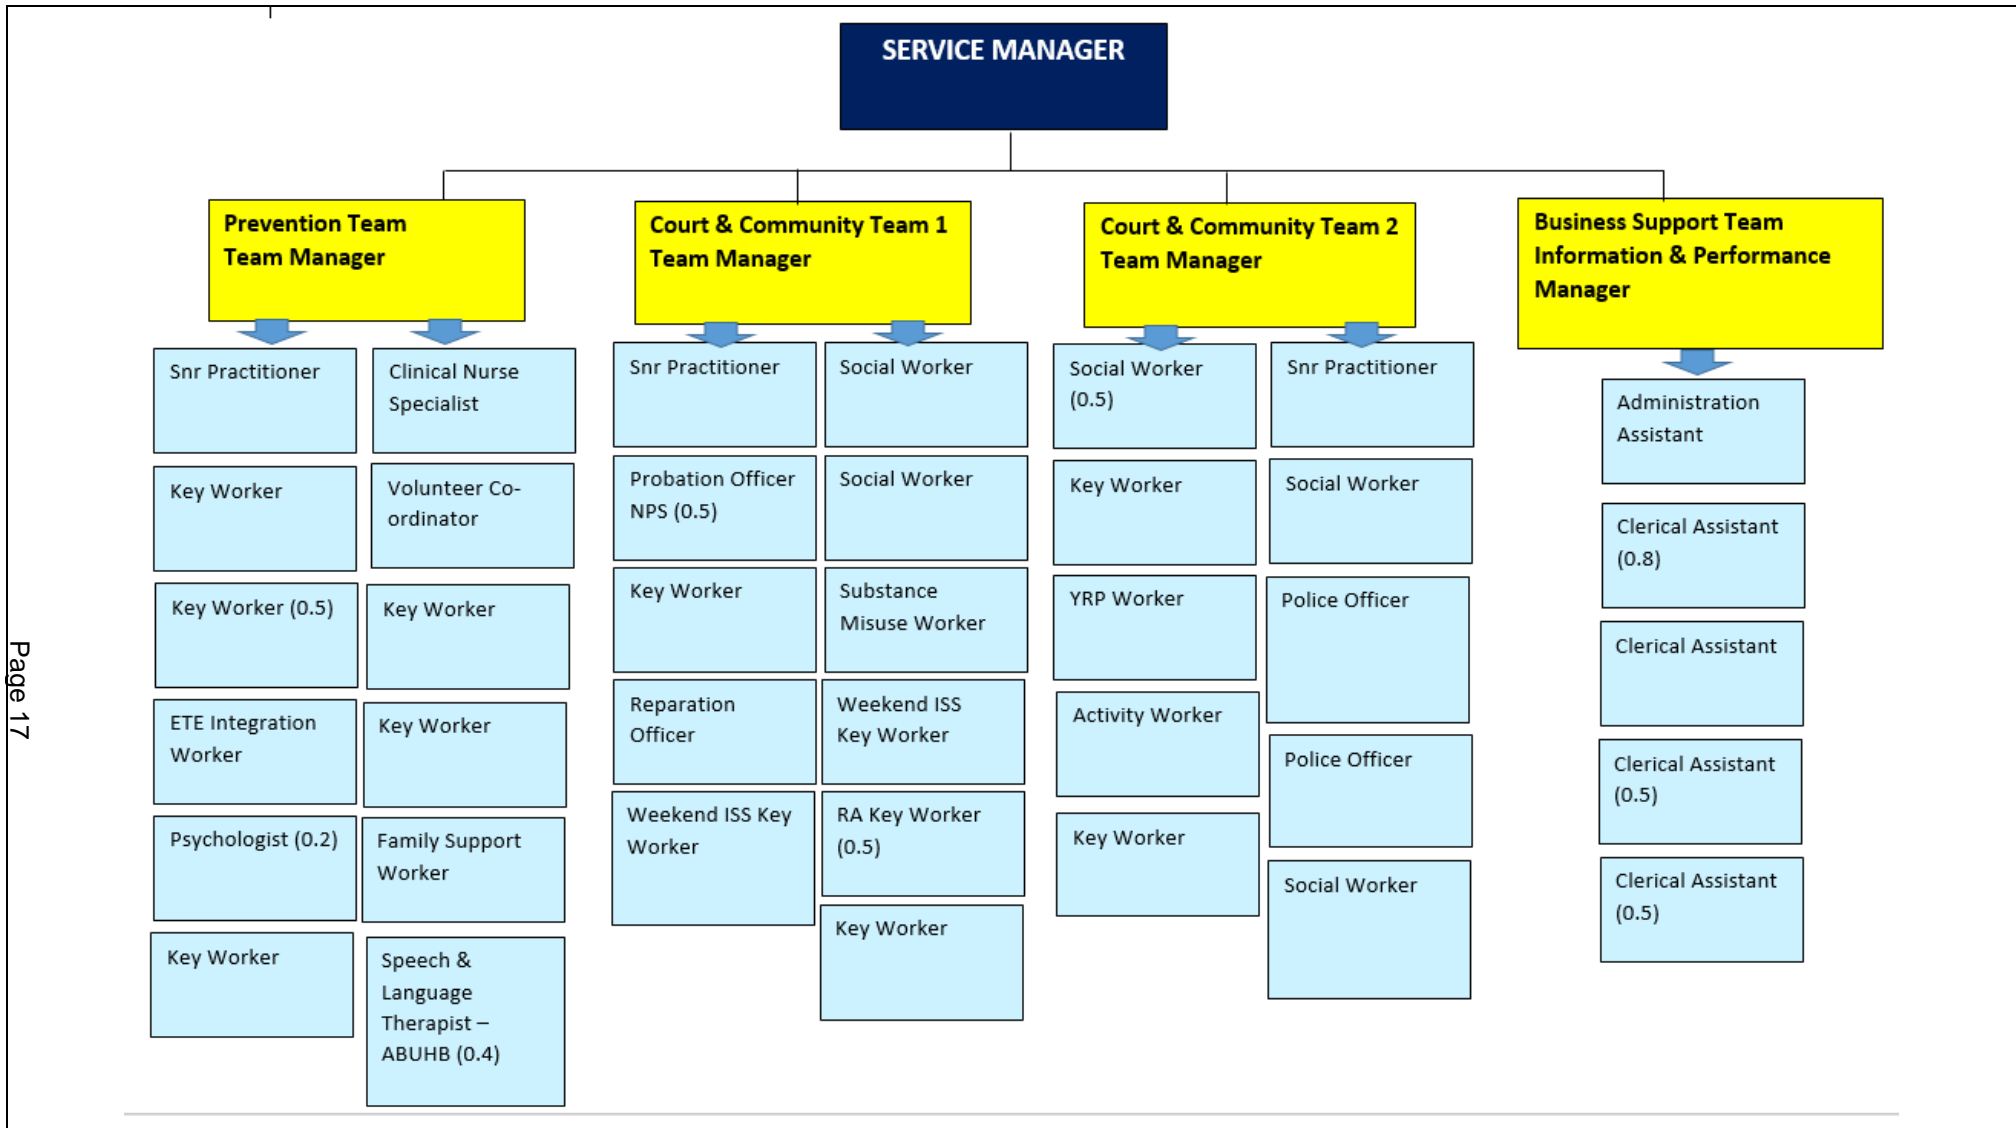 SERVICE MANAGER
Prevention Team
Team Manager
Snr Practitioner
Key Worker
Key Worker (0.5)
ETE Integration
Worker
Psychologist (0.2)
Key Worker
Clinical Nurse
Specialist
Volunteer Co-
ordinator
Key Worker
Key Worker
Family Support
Worker
Speech &
Language
Therapist –
ABUHB (0.4)
Court & Community Team 1
Team Manager
Snr Practitioner
Probation Officer
NPS (0.5)
Key Worker
Reparation
Officer
Weekend ISS Key
Worker
Social Worker
Social Worker
Substance
Misuse Worker
Weekend ISS
Key Worker
RA Key Worker
(0.5)
Key Worker
Court & Community Team 2
Team Manager
Social Worker
(0.5)
Key Worker
YRP Worker
Activity Worker
Key Worker
Snr Practitioner
Social Worker
Police Officer
Police Officer
Social Worker
Business Support Team
Information & Performance
Manager
Administration
Assistant
Clerical Assistant
(0.8)
Clerical Assistant
Clerical Assistant
(0.5)
Clerical Assistant
(0.5)
Page 17